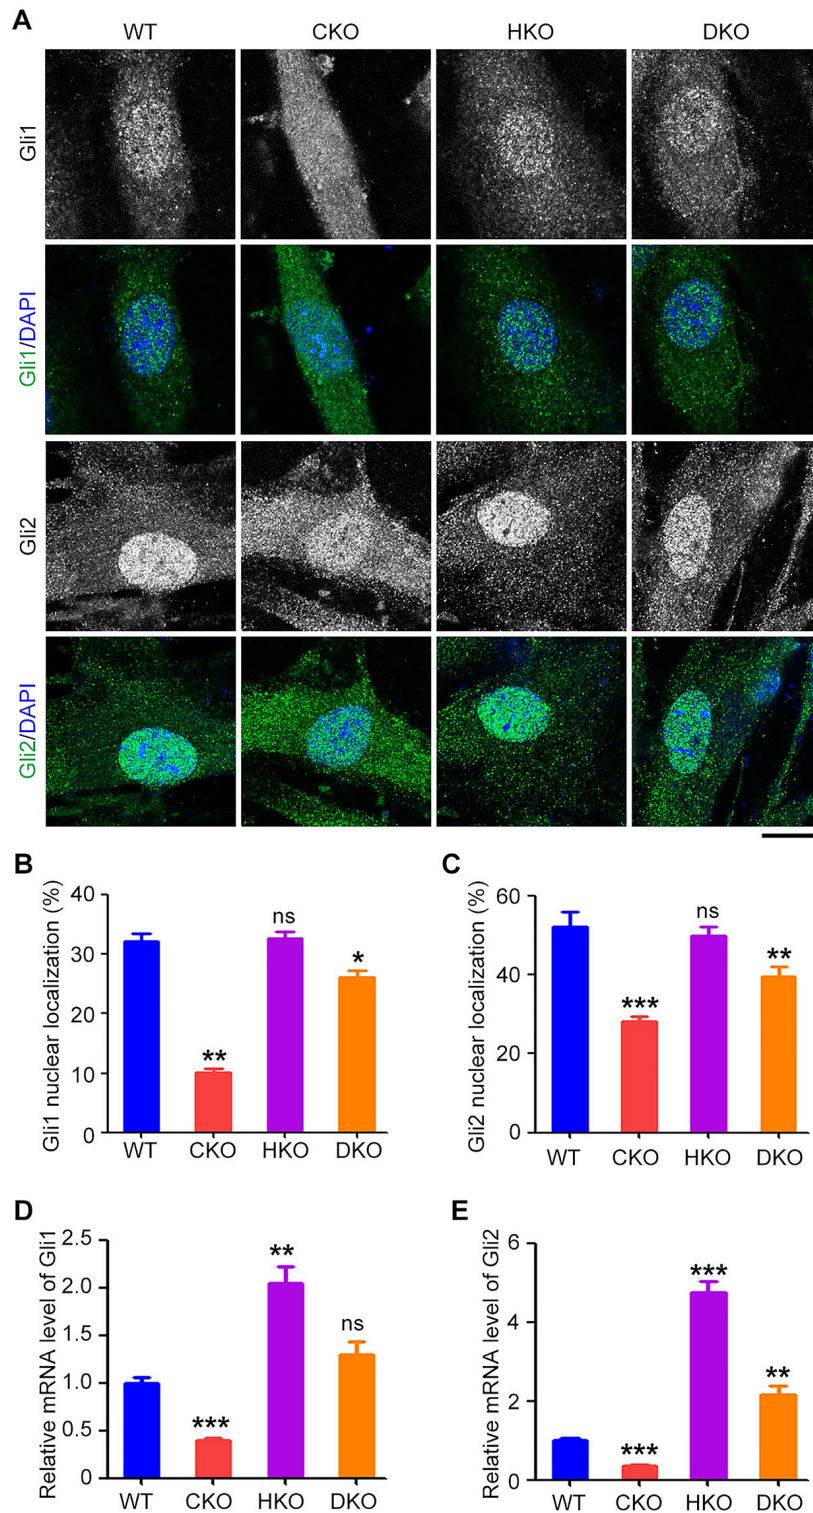 A
WT CKO HKO DKO
Gli1
Gli1/DAPI
Gli2
Gli2/DAPI
B
Gli1 nuclear localization (%)
40
30
20
10
0
**
ns
*
WT CKO HKO DKO
C
Gli2 nuclear localization (%)
60
40
20
0
***
ns
**
WT CKO HKO DKO
D
Relative mRNA level of Gli1
2.5
2.0
1.5
1.0
0.5
0
***
**
ns
WT CKO HKO DKO
E
Relative mRNA level of Gli2
6
4
2
0
***
***
**
WT CKO HKO DKO